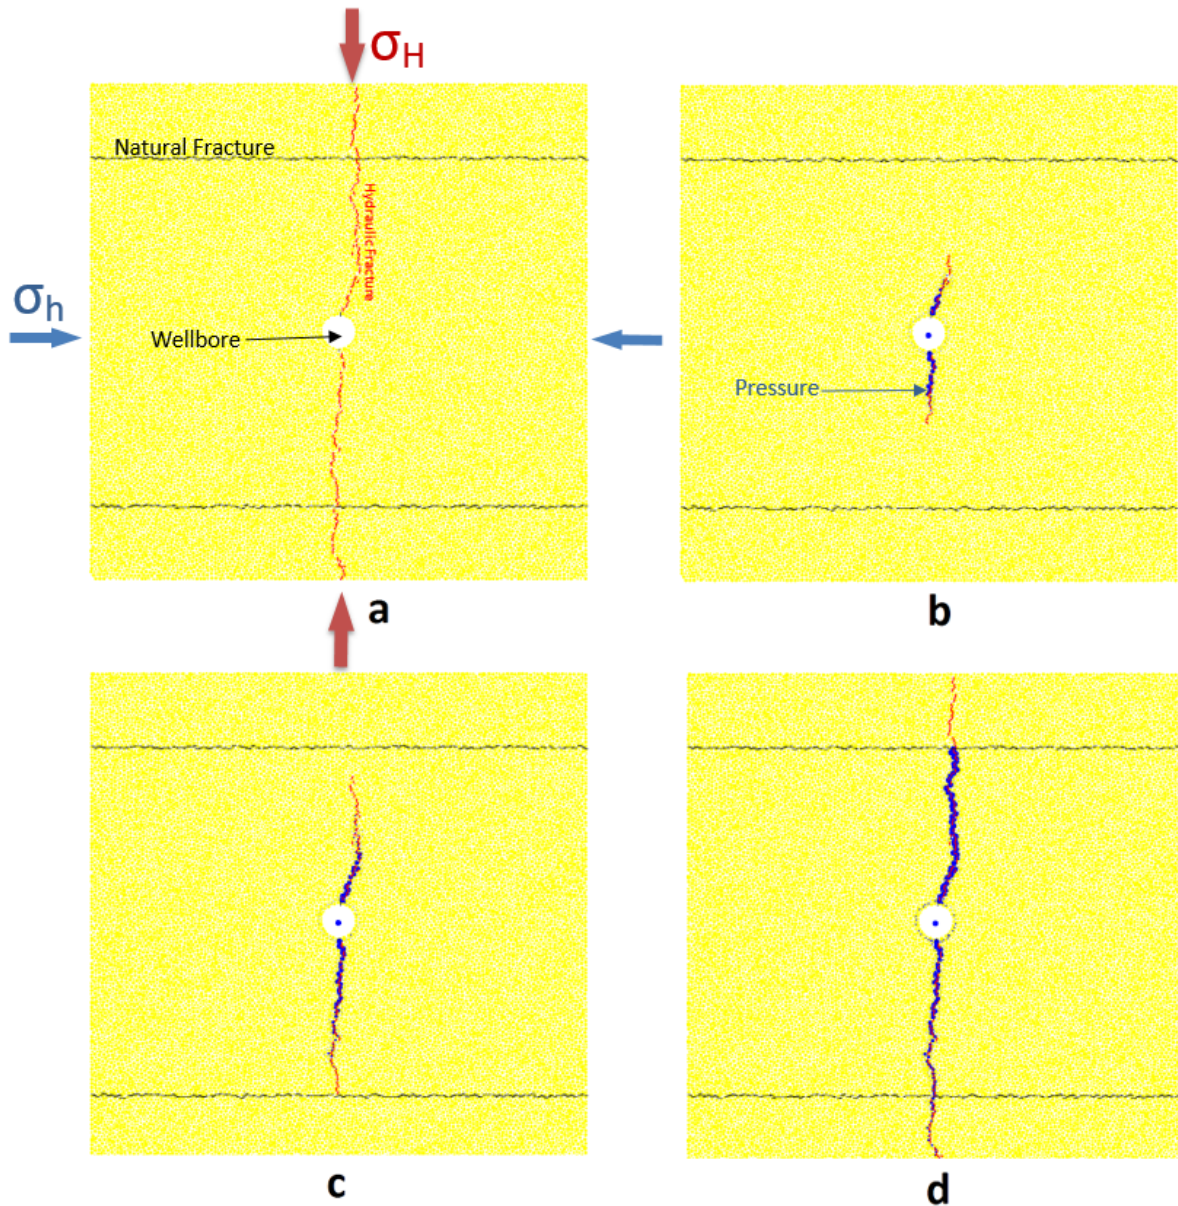 σH
Natural Fracture
Hydraulic Fracture
σh
Wellbore
Pressure
a
b
c
d